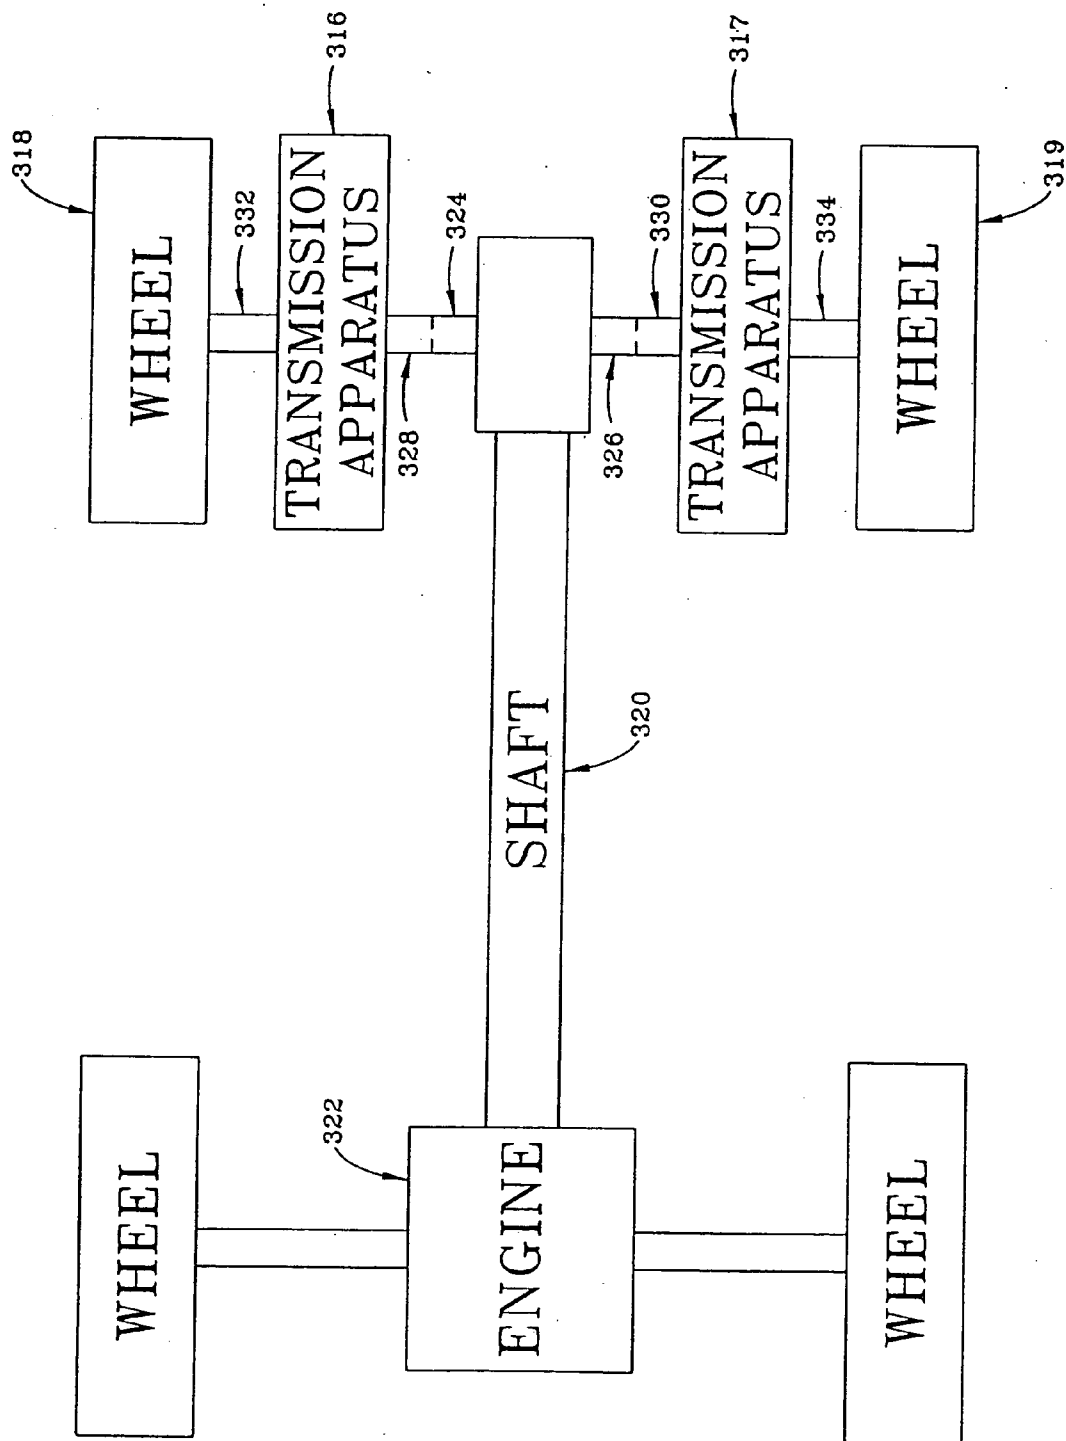 318
WHEEL
332
316
TRANSMISSION
APPARATUS
328
324
326
330
317
TRANSMISSION
APPARATUS
334
319
WHEEL
SHAFT
320
WHEEL
322
ENGINE
WHEEL